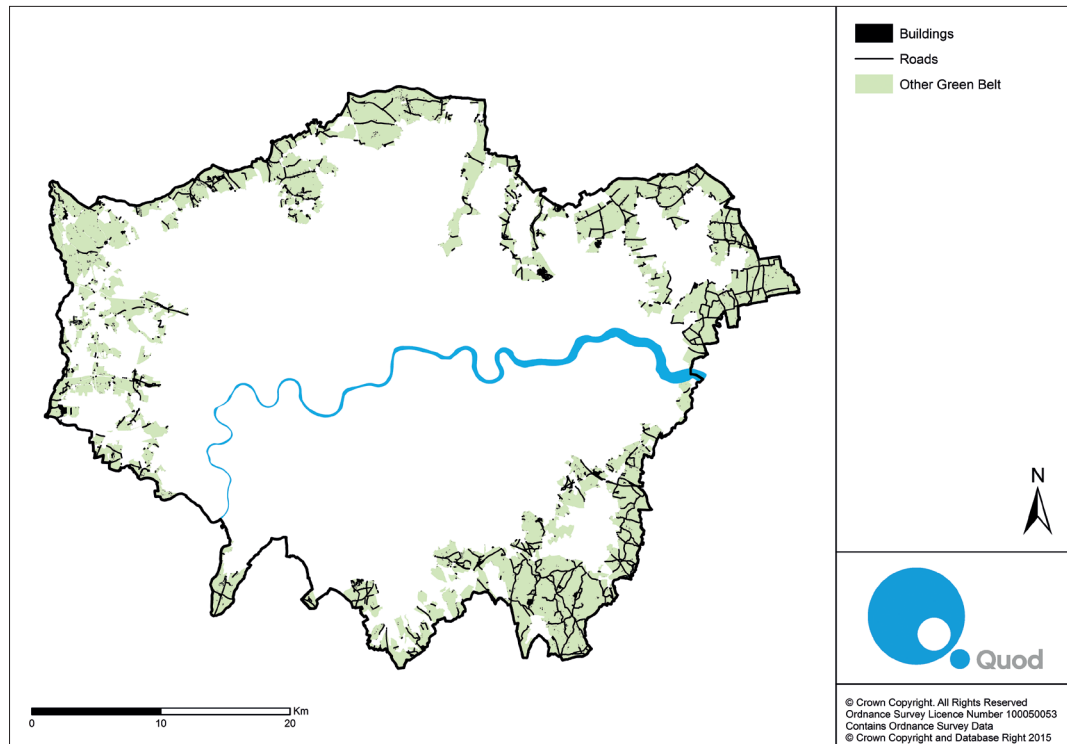 Buildings
Roads
Other Green Belt
N
Quod
0 10 20 Km
© Crown Copyright. All Rights Reserved
Ordnance Survey Licence Number 100050053
Contains Ordnance Survey Data
© Crown Copyright and Database Right 2015